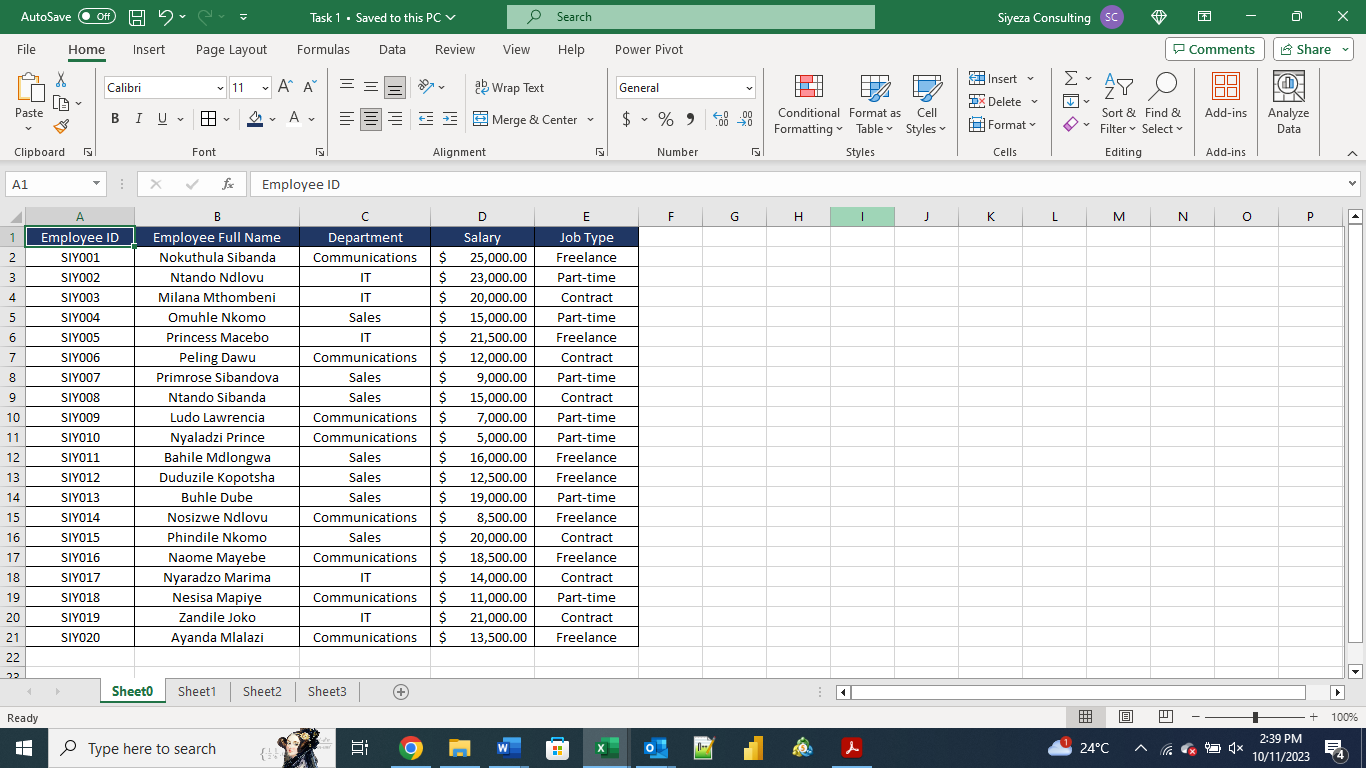 AutoSave Off Task 1 • Saved to this PC Search Siyeza Consulting SC
File Home Insert Page Layout Formulas Data Review View Help Power Pivot Comments Share
Paste
Clipboard
Calibri 11
B I U A
Font
ab Wrap Text
Merge & Center
Alignment
General
$ % 9
Number
Conditional Formatting
Format as Table
Cell Styles
Styles
Insert
Delete
Format
Cells
Sort & Filter
Find & Select
Editing
Add-ins
Add-ins
Analyze Data
A1 fx Employee ID
A B C D E F G H I J K L M N O P
1 Employee ID Employee Full Name Department Salary Job Type
2 SIY001 Nokuthula Sibanda Communications $ 25,000.00 Freelance
3 SIY002 Ntando Ndlovu IT $ 23,000.00 Part-time
4 SIY003 Milana Mthombeni IT $ 20,000.00 Contract
5 SIY004 Omuhle Nkomo Sales $ 15,000.00 Part-time
6 SIY005 Princess Macebo IT $ 21,500.00 Freelance
7 SIY006 Peling Dawu Communications $ 12,000.00 Contract
8 SIY007 Primrose Sibandova Sales $ 9,000.00 Part-time
9 SIY008 Ntando Sibanda Sales $ 15,000.00 Contract
10 SIY009 Ludo Lawrencia Communications $ 7,000.00 Part-time
11 SIY010 Nyaladzi Prince Communications $ 5,000.00 Part-time
12 SIY011 Bahile Mdlongwa Sales $ 16,000.00 Freelance
13 SIY012 Duduzile Kopotsha Sales $ 12,500.00 Freelance
14 SIY013 Buhle Dube Sales $ 19,000.00 Part-time
15 SIY014 Nosizwe Ndlovu Communications $ 8,500.00 Freelance
16 SIY015 Phindile Nkomo Sales $ 20,000.00 Contract
17 SIY016 Naome Mayebe Communications $ 18,500.00 Freelance
18 SIY017 Nyaradzo Marima IT $ 14,000.00 Contract
19 SIY018 Nesisa Mapiye Communications $ 11,000.00 Part-time
20 SIY019 Zandile Joko IT $ 21,000.00 Contract
21 SIY020 Ayanda Mlalazi Communications $ 13,500.00 Freelance
22
23
Sheet0 Sheet1 Sheet2 Sheet3
Ready 100%
Type here to search 24°C 2:39 PM
10/11/2023 4